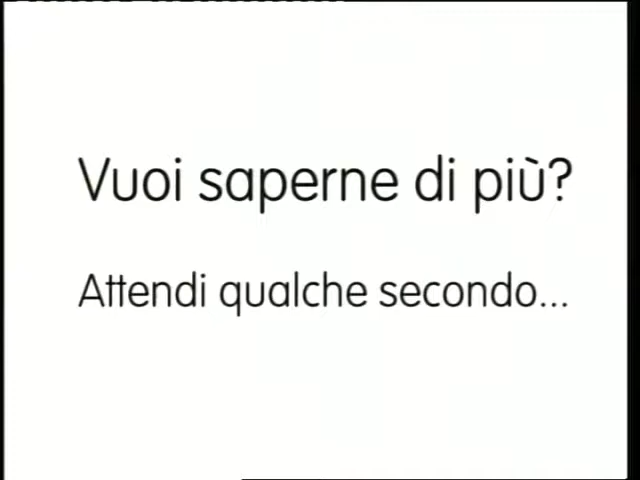 Vuoi saperne di più?
Attendi qualche secondo...